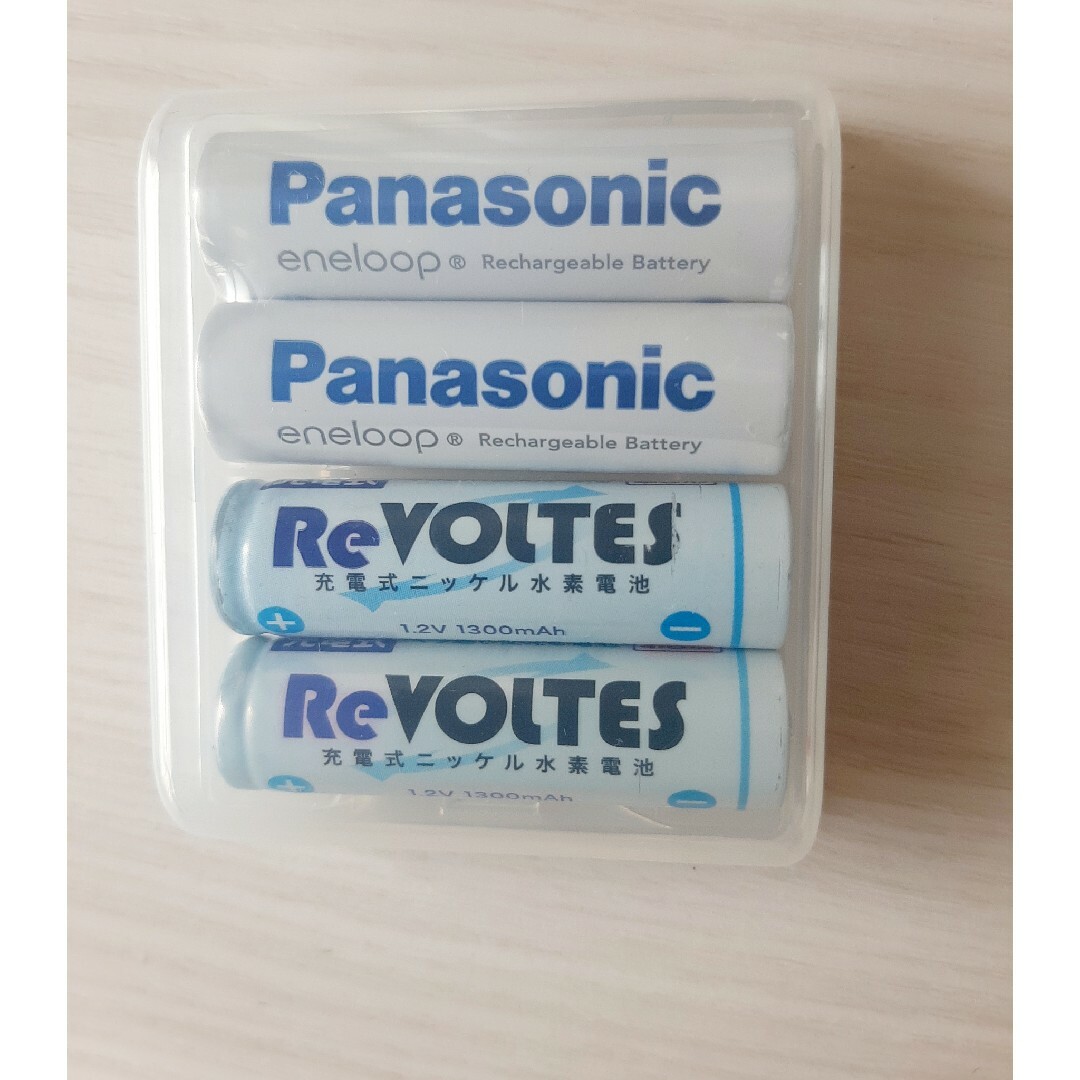 Panasonic
eneloop® Rechargeable Battery
Panasonic
eneloop® Rechargeable Battery
ReVOLTES
充電式ニッケル水素電池
+
1.2V 1300mAh
−
ReVOLTES
充電式ニッケル水素電池
+
1.2V 1300mAh
−